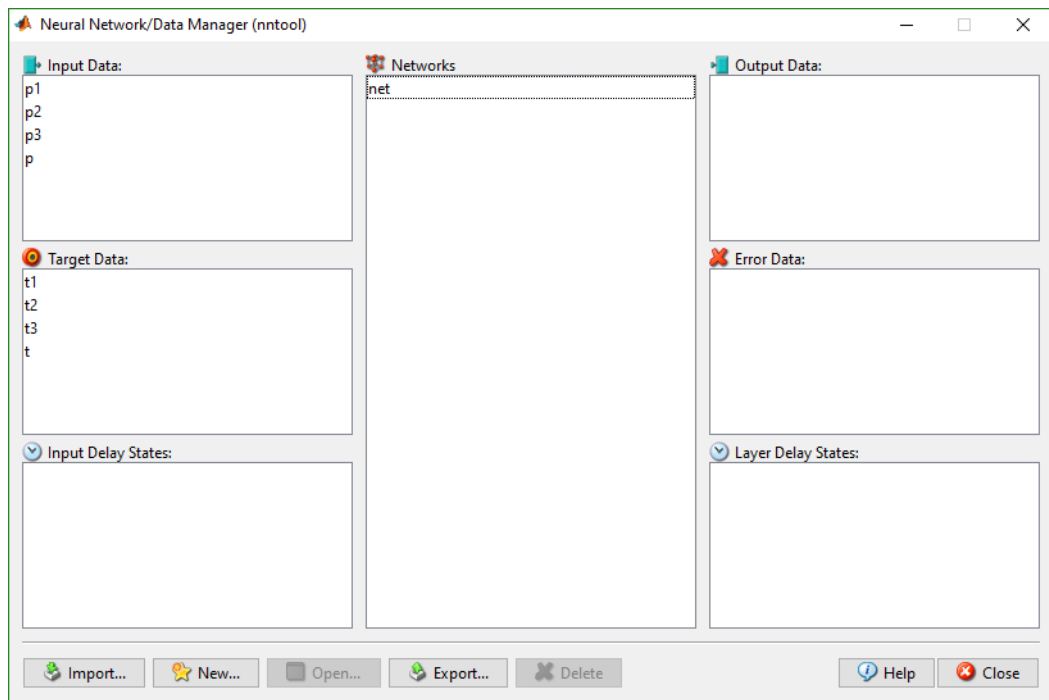 Neural Network/Data Manager (nntool)
Input Data:
p1
p2
p3
p
Target Data:
t1
t2
t3
t
Input Delay States:
Networks
net
Output Data:
Error Data:
Layer Delay States:
Import...
New...
Open...
Export...
Delete
Help
Close